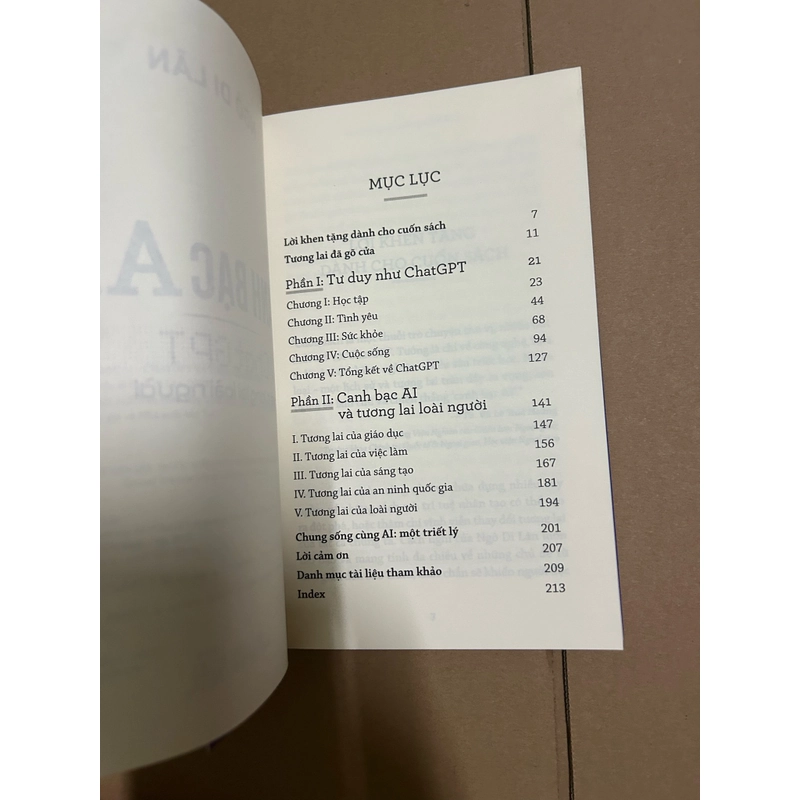 MỤC LỤC
Lời khen tặng dành cho cuốn sách 7
Tương lai đã gõ cửa 11
Phần I: Tư duy như ChatGPT 21
Chương I: Học tập 23
Chương II: Tình yêu 44
Chương III: Sức khỏe 68
Chương IV: Cuộc sống 94
Chương V: Tổng kết về ChatGPT 127
Phần II: Canh bạc AI
và tương lai loài người 141
I. Tương lai của giáo dục 147
II. Tương lai của việc làm 156
III. Tương lai của sáng tạo 167
IV. Tương lai của an ninh quốc gia 181
V. Tương lai của loài người 194
Chung sống cùng AI: một triết lý 201
Lời cảm ơn 207
Danh mục tài liệu tham khảo 209
Index 213